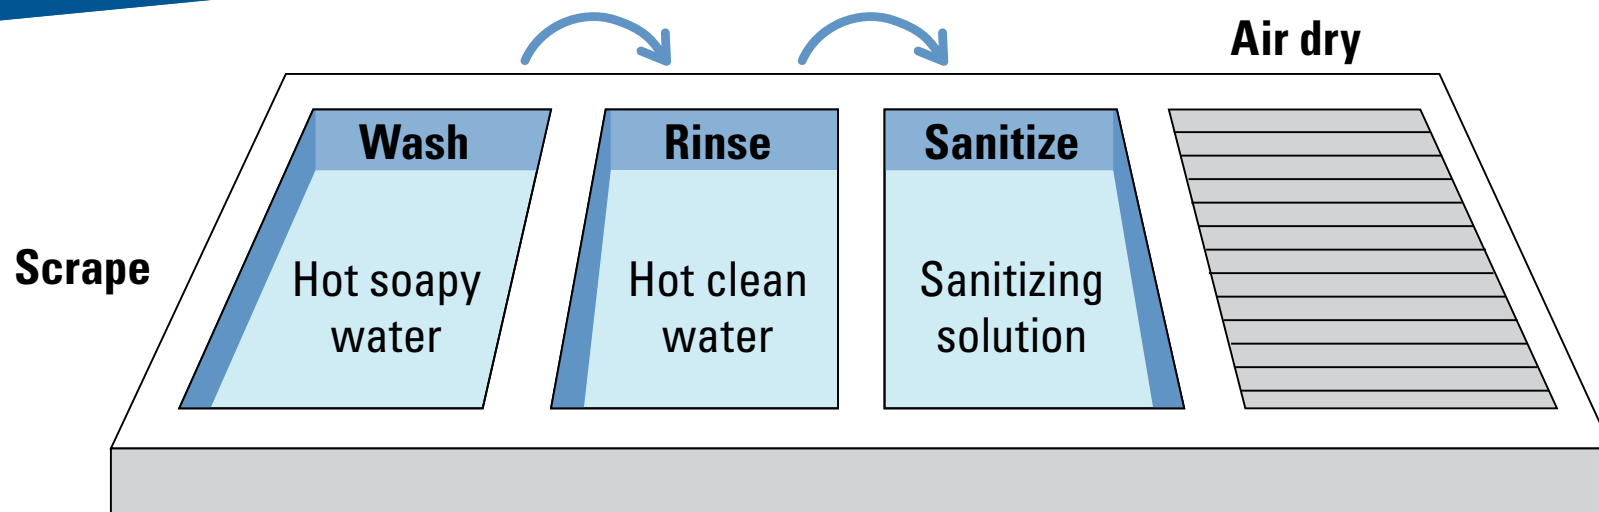 Scrape
Wash
Hot soapy
water
Rinse
Hot clean
water
Sanitize
Sanitizing
solution
Air dry